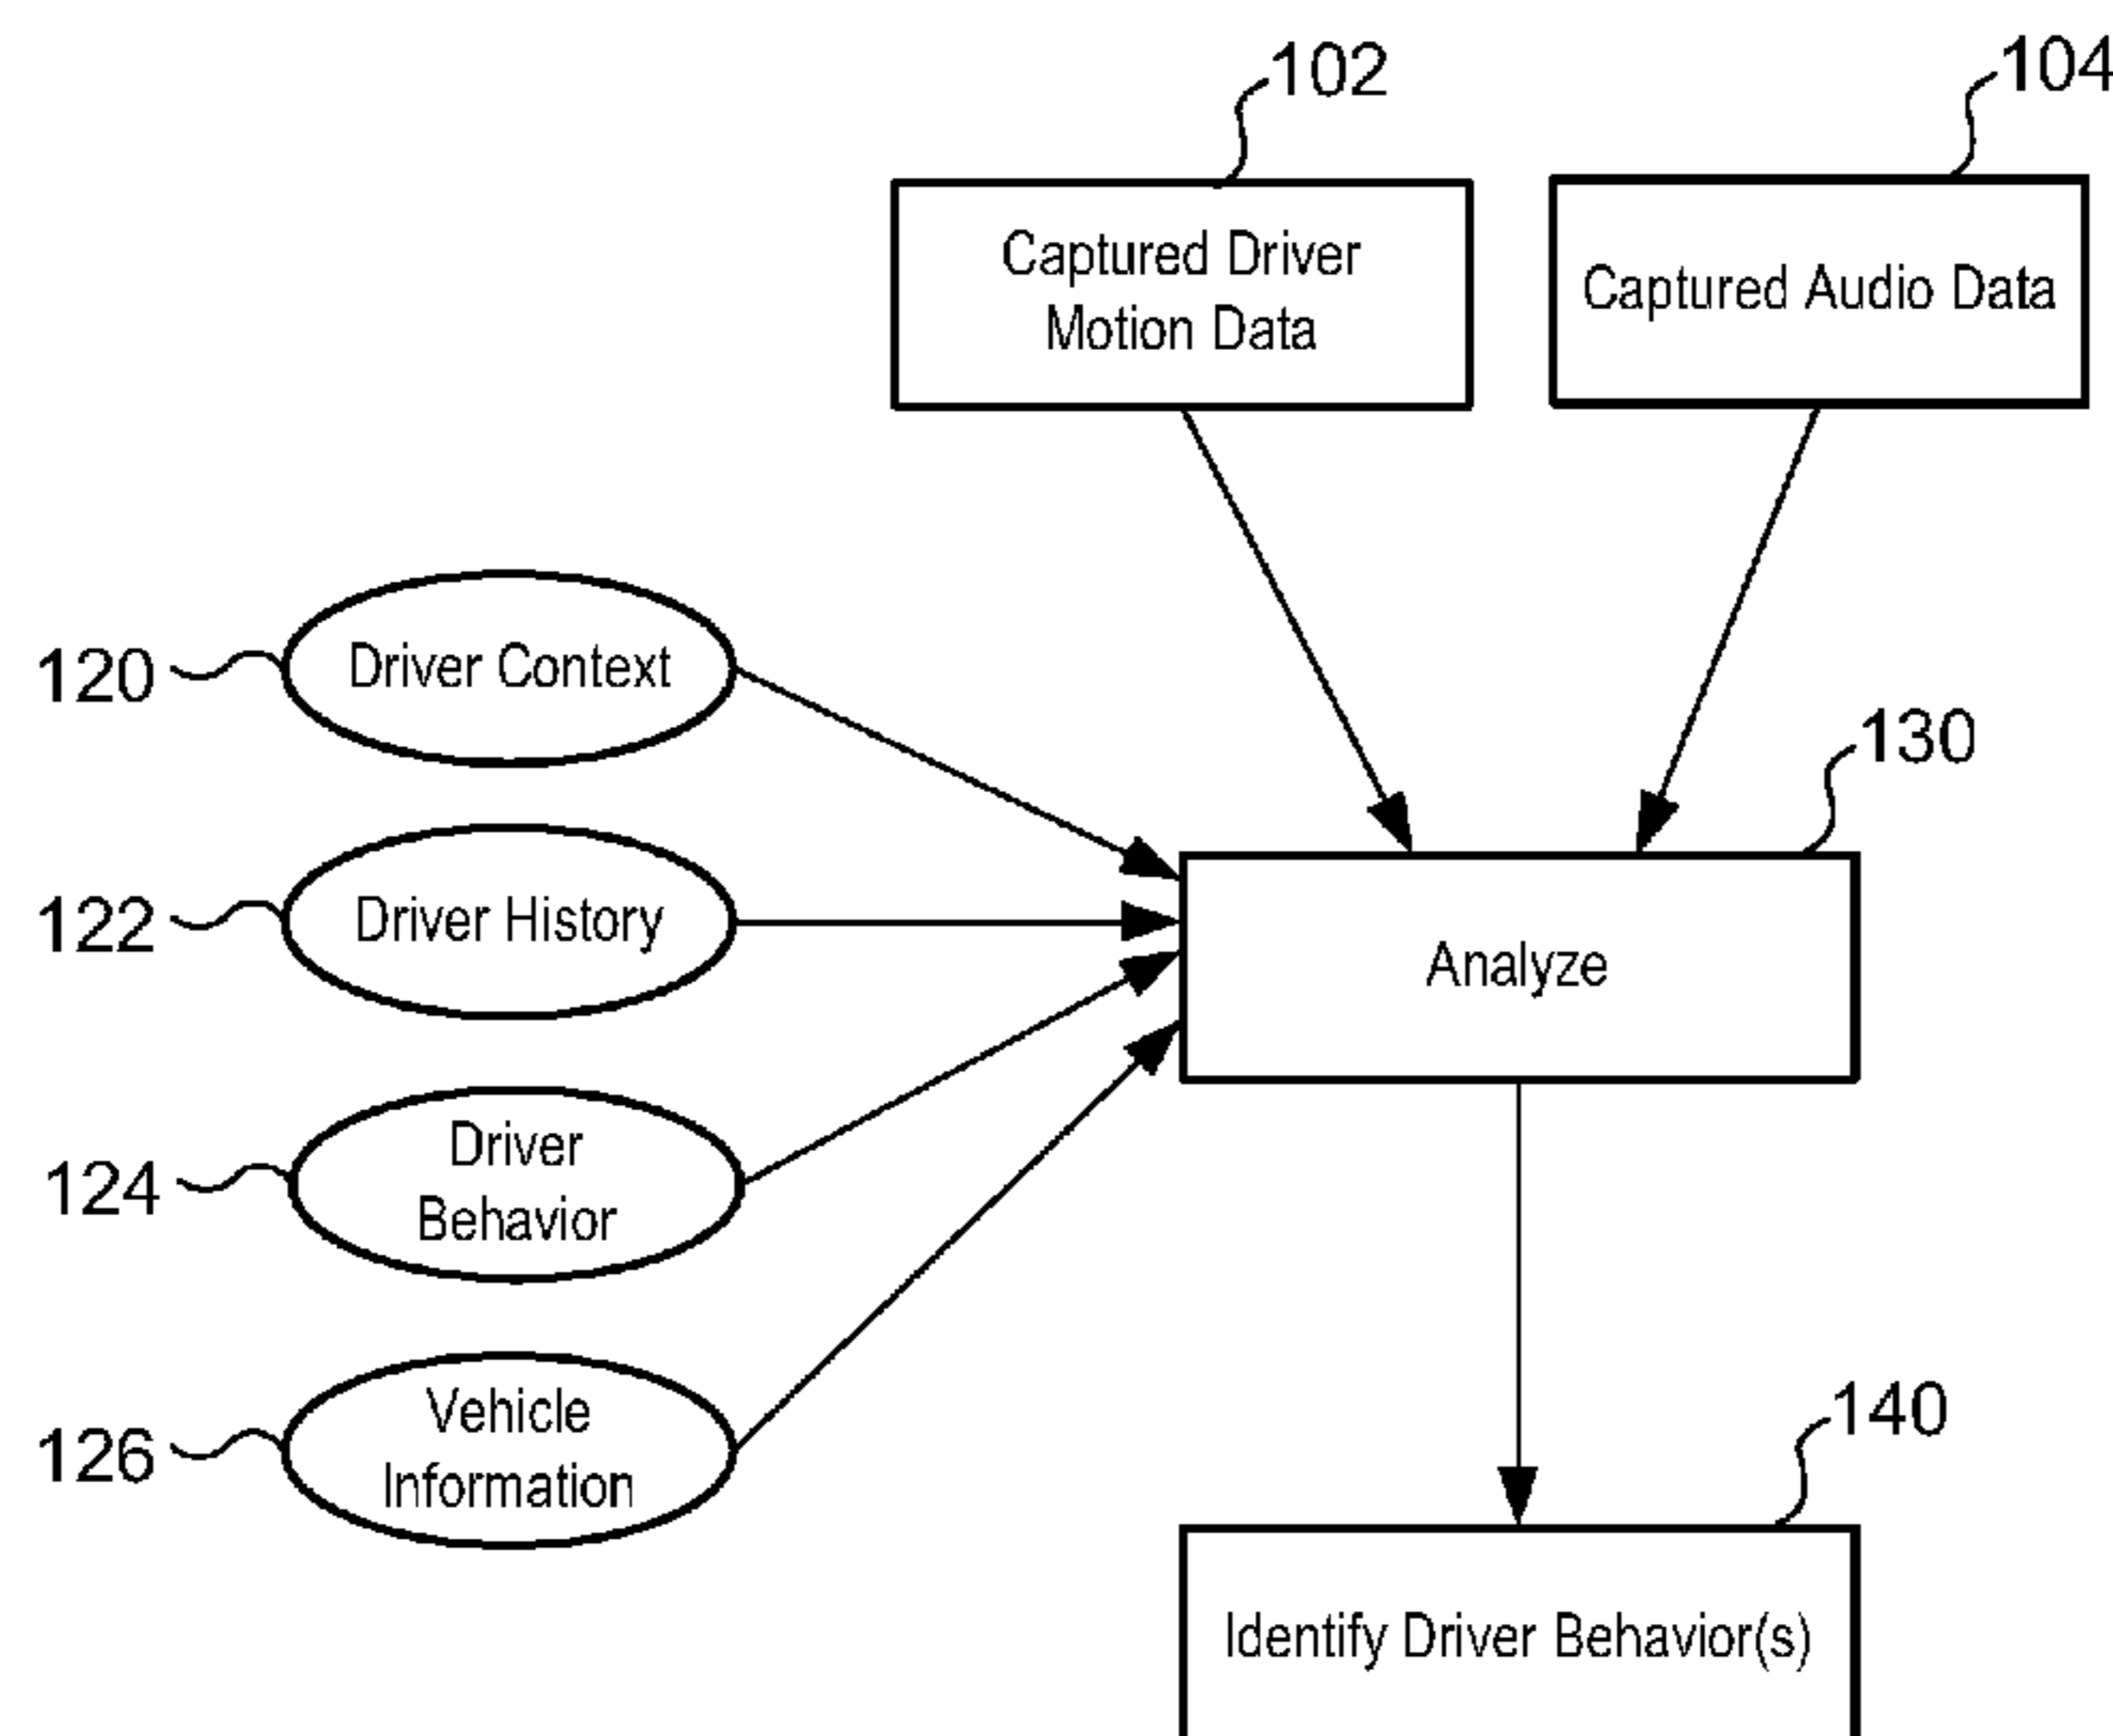 102
104
Captured Driver
Motion Data
Captured Audio Data
120
Driver Context
130
122
Driver History
Analyze
124
Driver
Behavior
126
Vehicle
Information
140
Identify Driver Behavior(s)